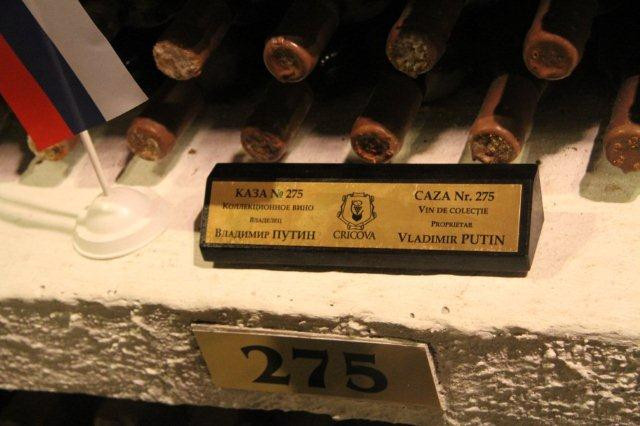 КАЗА № 275
КОЛЛЕКЦИОННОЕ ВИНО
ВЛАДЕЛЕЦ
ВЛАДИМИР ПУТИН
CRICOVA
CAZA Nr. 275
VIN DE COLECȚIE
PROPRIETAR
VLADIMIR PUTIN
275